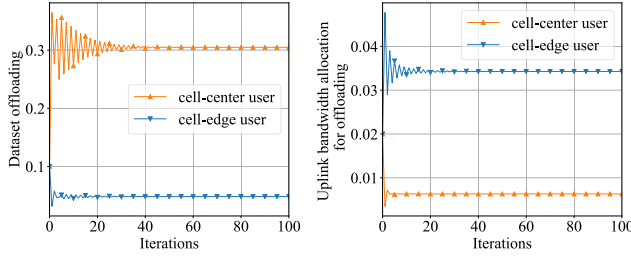 Dataset offloading
0.3
0.2
0.1
cell-center user
cell-edge user
0
20
40
60
80
100
Iterations
Uplink bandwidth allocation
for offloading
0.04
0.03
0.02
0.01
cell-edge user
cell-center user
0
20
40
60
80
100
Iterations